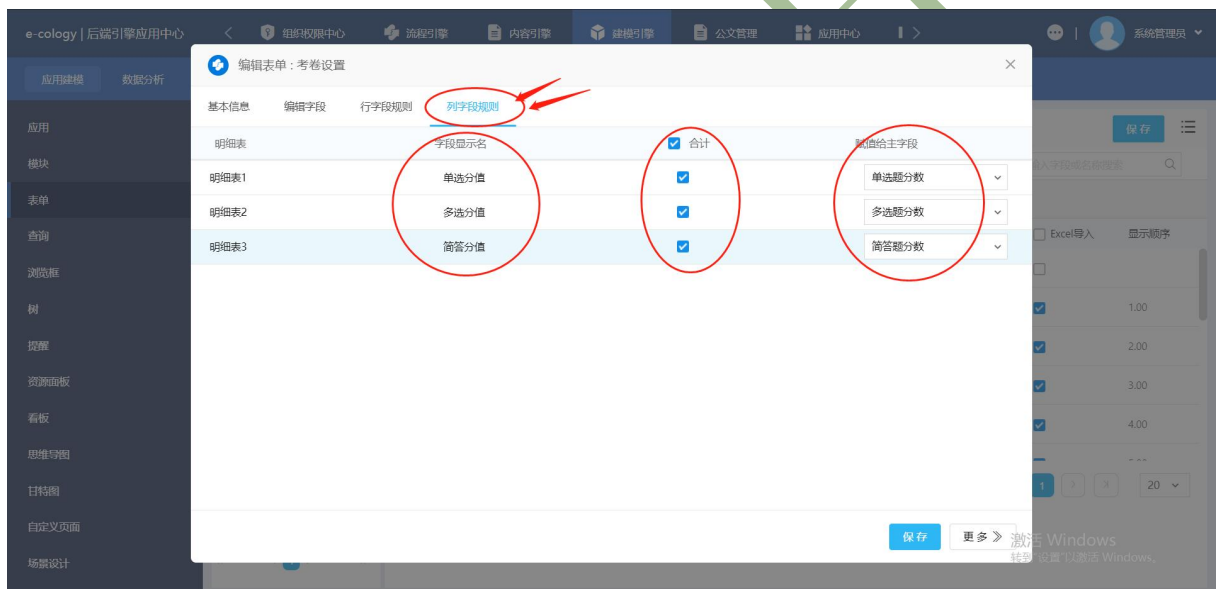 e-cology | 后端引擎应用中心 组织权限中心 流程引擎 内容引擎 建模引擎 公文管理 应用中心 系统管理员
应用建模 数据分析
编辑表单 : 考卷设置
基本信息 编辑字段 行字段规则 列字段规则
保存
明细表 字段显示名 合计 赋值给主字段
明细表1 单选分值 单选题分数
明细表2 多选分值 多选题分数
明细表3 简答分值 简答题分数
Excel导入 显示顺序
1.00
2.00
3.00
4.00
1 20
保存 更多
应用
模块
表单
查询
浏览框
树
提醒
资源面板
看板
思维导图
甘特图
自定义页面
场景设计
激活 Windows
转到"设置"以激活 Windows。